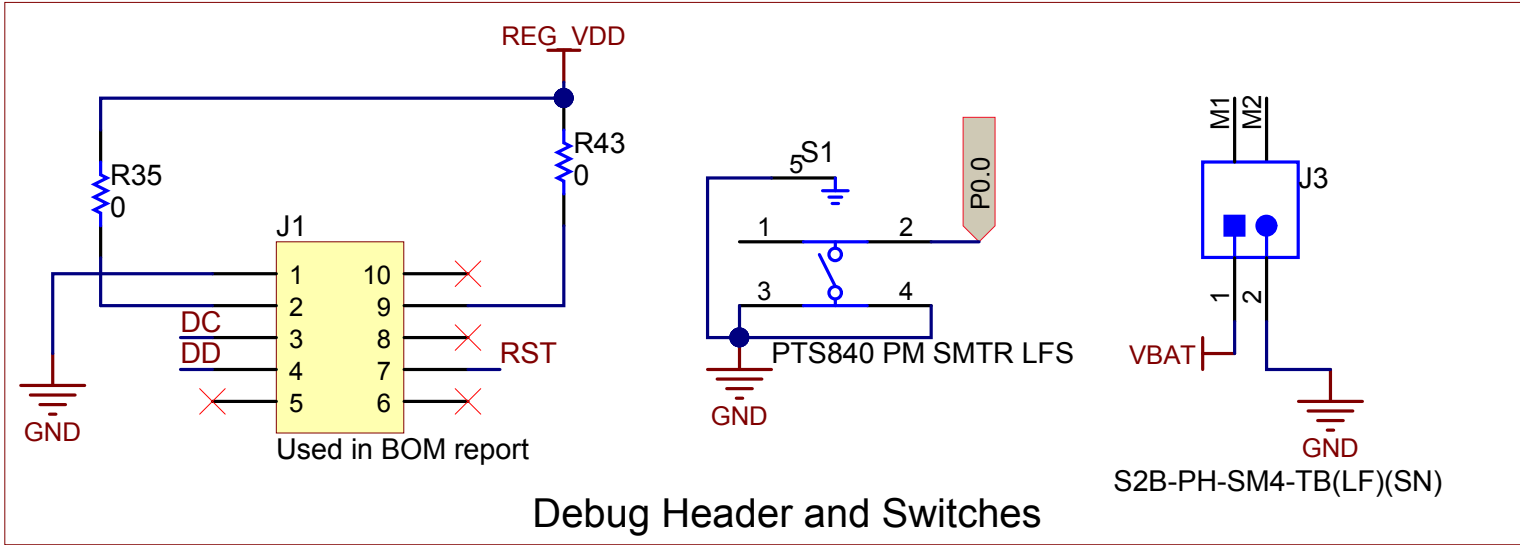 REG_VDD
R35
0
R43
0
J1
1
2
3
4
5
10
9
8
7
6
DC
DD
RST
GND
Used in BOM report
S1
5
1
2
3
4
P0.0
PTS840 PM SMTR LFS
GND
M1
M2
J3
1
2
VBAT
GND
S2B-PH-SM4-TB(LF)(SN)
Debug Header and Switches